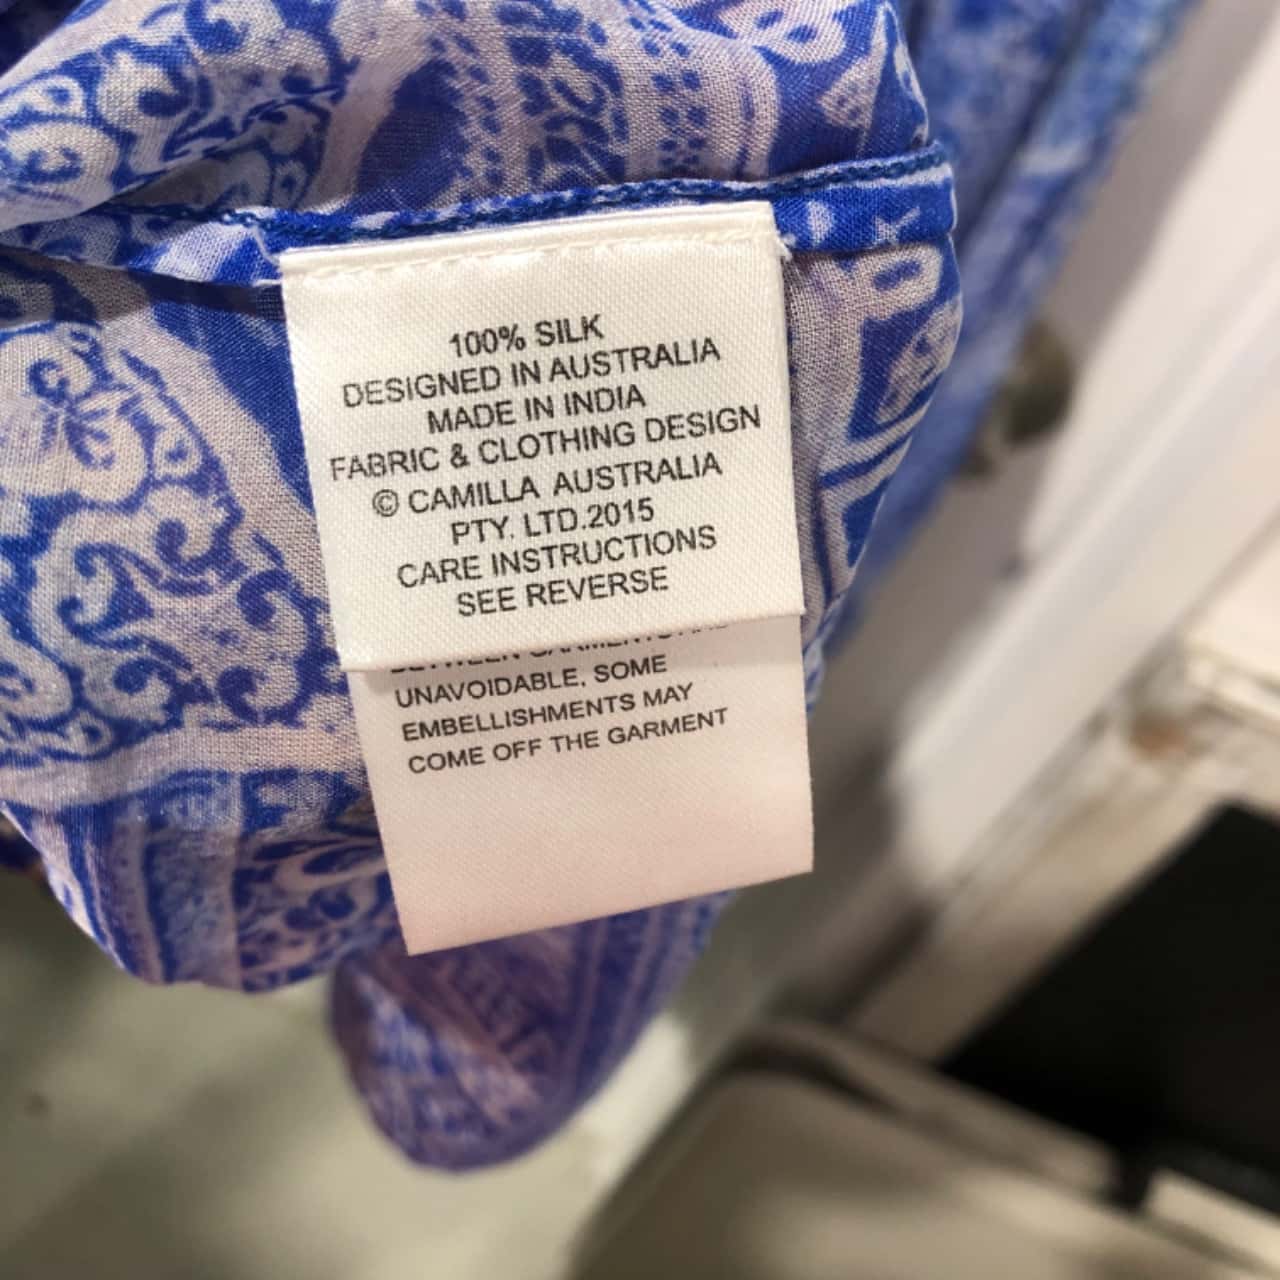 100% SILK
DESIGNED IN AUSTRALIA
MADE IN INDIA
FABRIC & CLOTHING DESIGN
© CAMILLA AUSTRALIA
PTY. LTD.2015
CARE INSTRUCTIONS
SEE REVERSE
UNAVOIDABLE, SOME
EMBELLISHMENTS MAY
COME OFF THE GARMENT